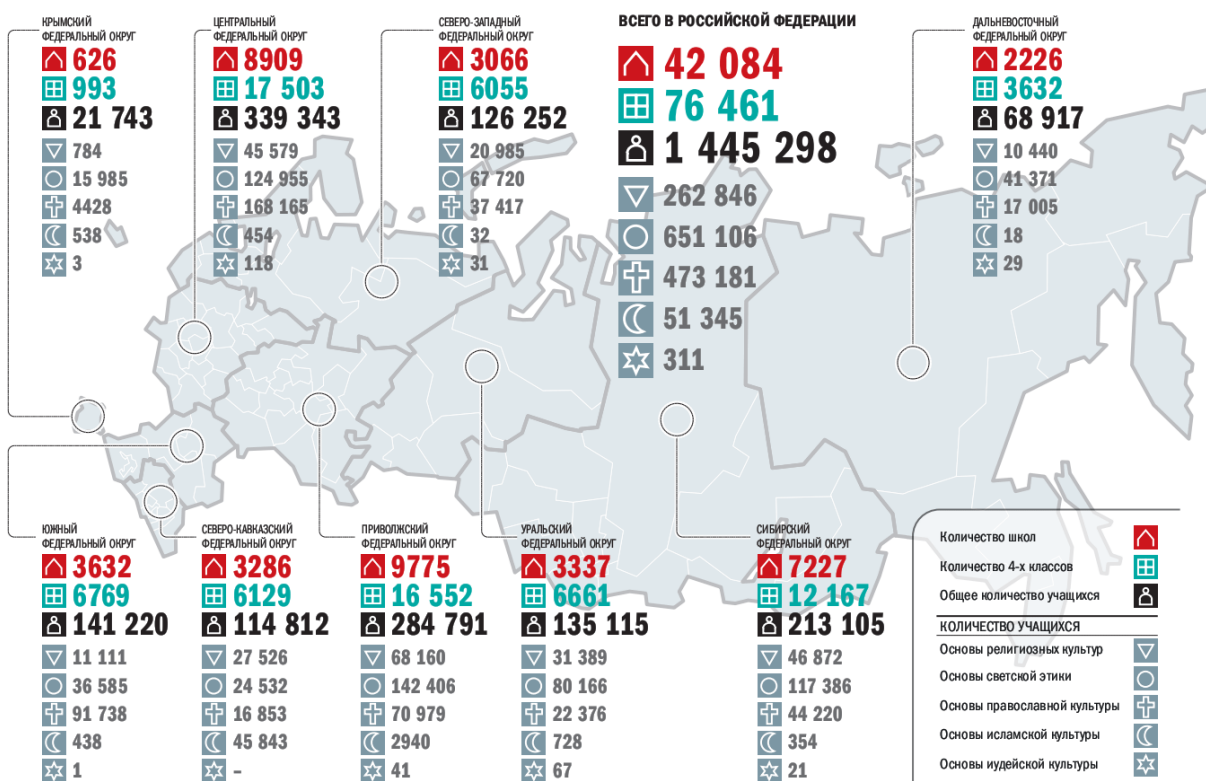 КРЫМСКИЙ
ФЕДЕРАЛЬНЫЙ ОКРУГ
626
993
21 743
784
15 985
4428
538
3
ЦЕНТРАЛЬНЫЙ
ФЕДЕРАЛЬНЫЙ ОКРУГ
8909
17 503
339 343
45 579
124 955
168 165
454
118
СЕВЕРО-ЗАПАДНЫЙ
ФЕДЕРАЛЬНЫЙ ОКРУГ
3066
6055
126 252
20 985
67 720
37 417
32
31
ВСЕГО В РОССИЙСКОЙ ФЕДЕРАЦИИ
42 084
76 461
1 445 298
262 846
651 106
473 181
51 345
311
ДАЛЬНЕВОСТОЧНЫЙ
ФЕДЕРАЛЬНЫЙ ОКРУГ
2226
3632
68 917
10 440
41 371
17 005
18
29
ЮЖНЫЙ
ФЕДЕРАЛЬНЫЙ ОКРУГ
3632
6769
141 220
11 111
36 585
91 738
438
1
СЕВЕРО-КАВКАЗСКИЙ
ФЕДЕРАЛЬНЫЙ ОКРУГ
3286
6129
114 812
27 526
24 532
16 853
45 843
–
ПРИВОЛЖСКИЙ
ФЕДЕРАЛЬНЫЙ ОКРУГ
9775
16 552
284 791
68 160
142 406
70 979
2940
41
УРАЛЬСКИЙ
ФЕДЕРАЛЬНЫЙ ОКРУГ
3337
6661
135 115
31 389
80 166
22 376
728
67
СИБИРСКИЙ
ФЕДЕРАЛЬНЫЙ ОКРУГ
7227
12 167
213 105
46 872
117 386
44 220
354
21
Количество школ
Количество 4-х классов
Общее количество учащихся
КОЛИЧЕСТВО УЧАЩИХСЯ
Основы религиозных культур
Основы светской этики
Основы православной культуры
Основы исламской культуры
Основы иудейской культуры